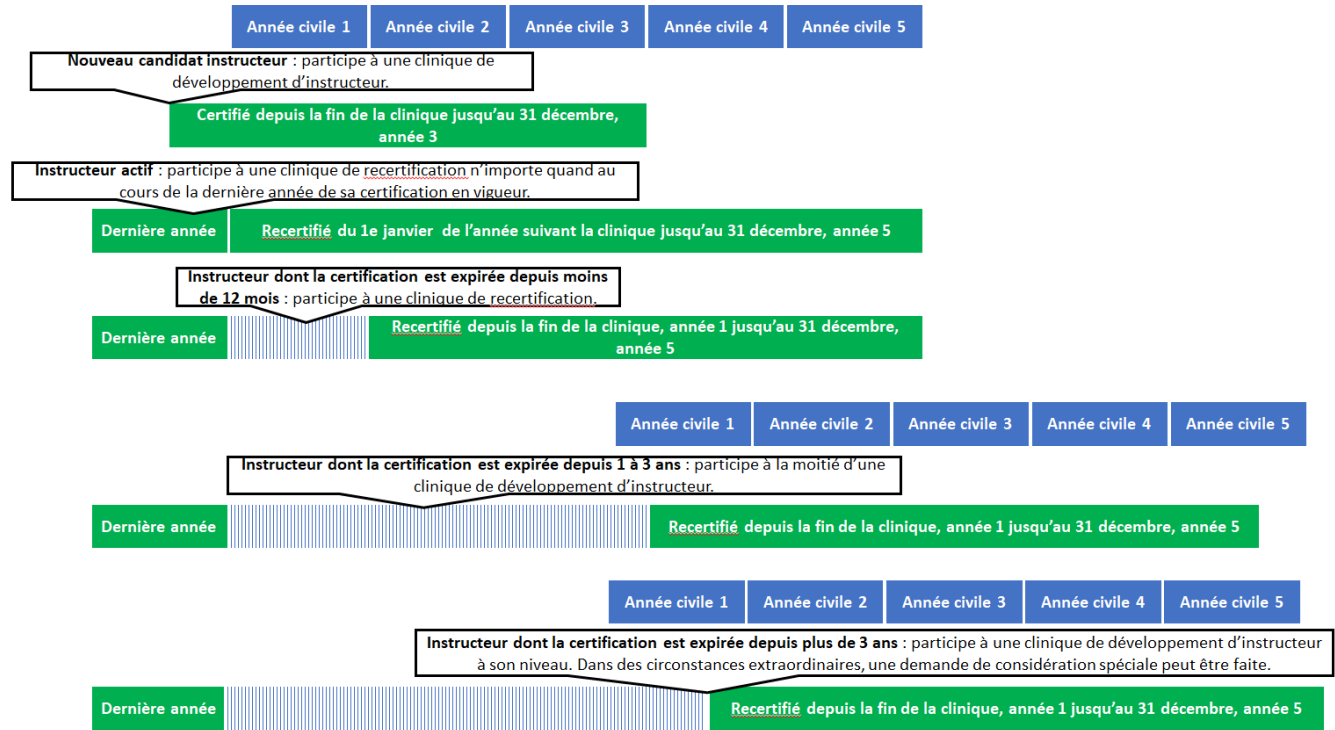 Année civile 1 Année civile 2 Année civile 3 Année civile 4 Année civile 5
Nouveau candidat instructeur : participe à une clinique de
développement d'instructeur.
Certifié depuis la fin de la clinique jusqu'au 31 décembre,
année 3
Instructeur actif : participe à une clinique de recertification n'importe quand au
cours de la dernière année de sa certification en vigueur.
Dernière année Recertifié du 1e janvier de l'année suivant la clinique jusqu'au 31 décembre, année 5
Instructeur dont la certification est expirée depuis moins
de 12 mois : participe à une clinique de recertification.
Dernière année Recertifié depuis la fin de la clinique, année 1 jusqu'au 31 décembre,
année 5
Année civile 1 Année civile 2 Année civile 3 Année civile 4 Année civile 5
Instructeur dont la certification est expirée depuis 1 à 3 ans : participe à la moitié d'une
clinique de développement d'instructeur.
Dernière année Recertifié depuis la fin de la clinique, année 1 jusqu'au 31 décembre, année 5
Année civile 1 Année civile 2 Année civile 3 Année civile 4 Année civile 5
Instructeur dont la certification est expirée depuis plus de 3 ans : participe à une clinique de développement d'instructeur
à son niveau. Dans des circonstances extraordinaires, une demande de considération spéciale peut être faite.
Dernière année Recertifié depuis la fin de la clinique, année 1 jusqu'au 31 décembre, année 5